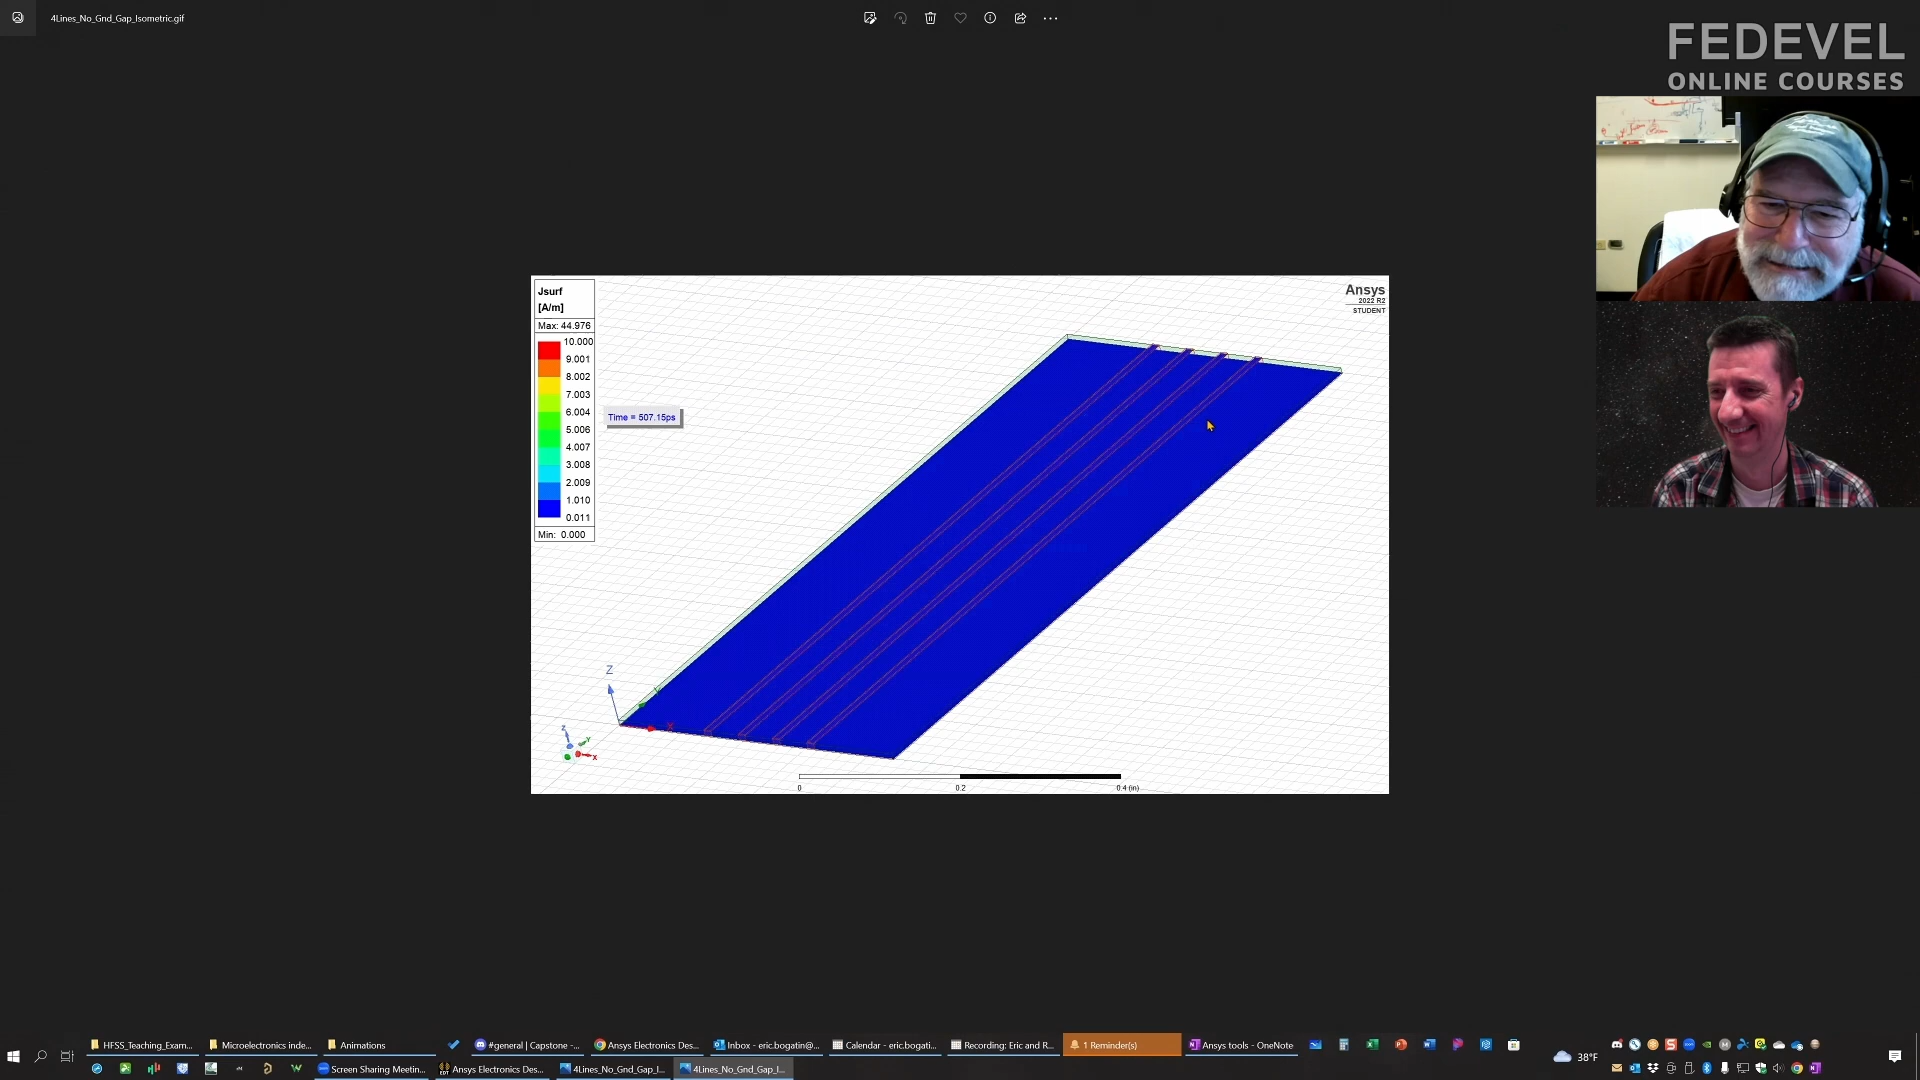 4Lines_No_Gnd_Gap_Isometric.gif
FEDEVEL
ONLINE COURSES
Jsurf
[A/m]
Max: 44.976
10.000
9.001
8.002
7.003
6.004
5.006
4.007
3.008
2.009
1.010
0.011
Min: 0.000
Time = 507.15ps
Ansys
2022 R2
STUDENT
Z
X
Z
Y
X
0
0.2
0.4 (in)
HFSS_Teaching_Exam...
Microelectronics inde...
Animations
#general | Capstone -...
Ansys Electronics Des...
Inbox - eric.bogatin@...
Calendar - eric.bogati...
Recording: Eric and R...
1 Reminder(s)
Ansys tools - OneNote
Screen Sharing Meetin...
Ansys Electronics Des...
4Lines_No_Gnd_Gap_I...
4Lines_No_Gnd_Gap_I...
38°F